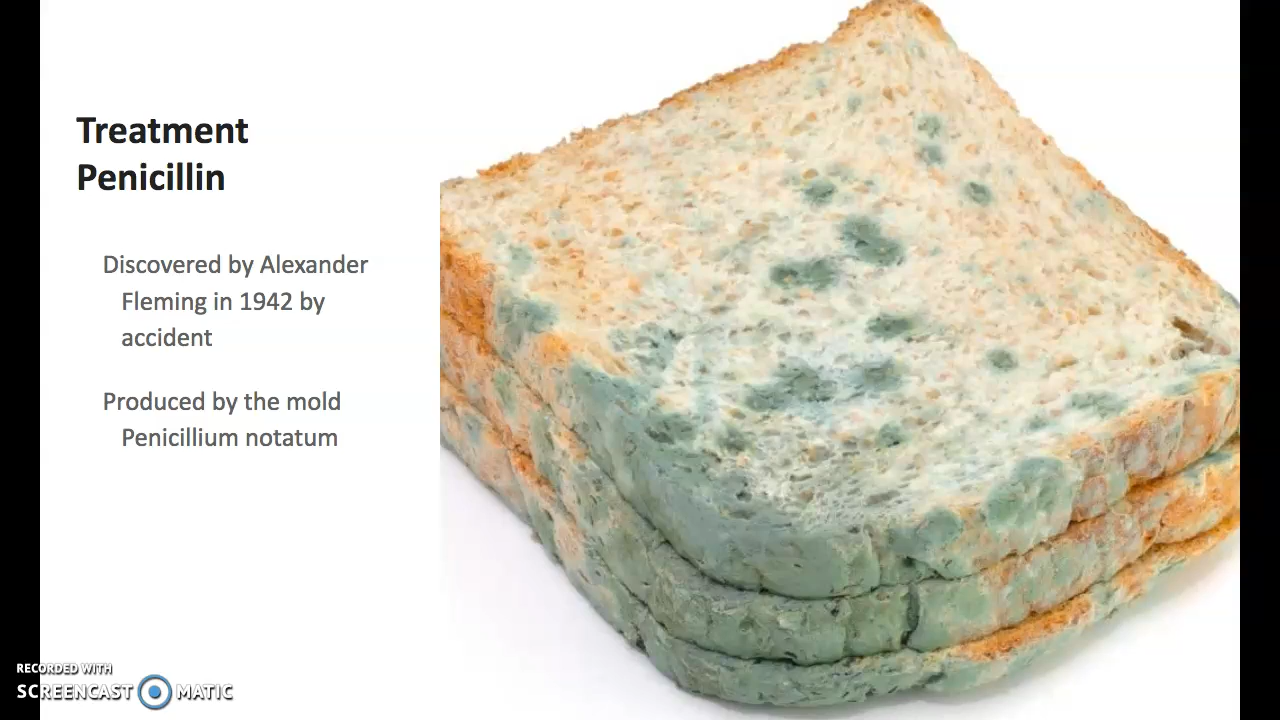 Treatment
Penicillin
Discovered by Alexander
Fleming in 1942 by
accident
Produced by the mold
Penicillium notatum
RECORDED WITH
SCREENCAST MATIC